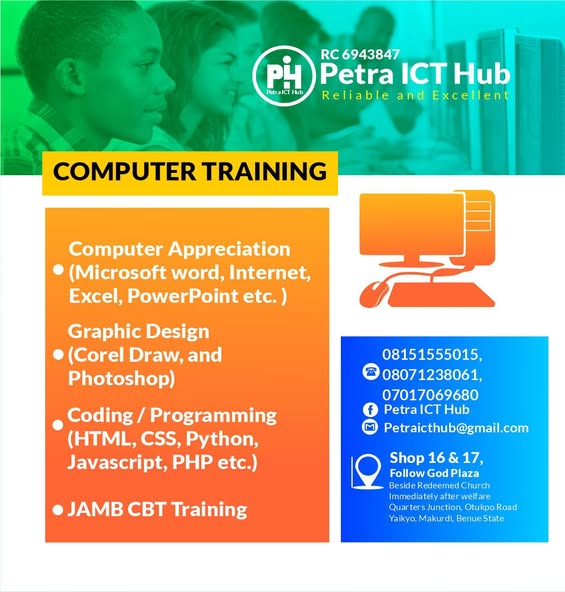 RC 6943847
PIH
Petra ICT Hub
Petra ICT Hub
Reliable and Excellent
COMPUTER TRAINING
Computer Appreciation
(Microsoft word, Internet,
Excel, PowerPoint etc. )
Graphic Design
(Corel Draw, and
Photoshop)
Coding / Programming
(HTML, CSS, Python,
Javascript, PHP etc.)
JAMB CBT Training
08151555015,
08071238061,
07017069680
Petra ICT Hub
Petraicthub@gmail.com
Shop 16 & 17,
Follow God Plaza
Beside Redeemed Church
Immediately after welfare
Quarters Junction, Otukpo Road
Yaikyo, Makurdi, Benue State